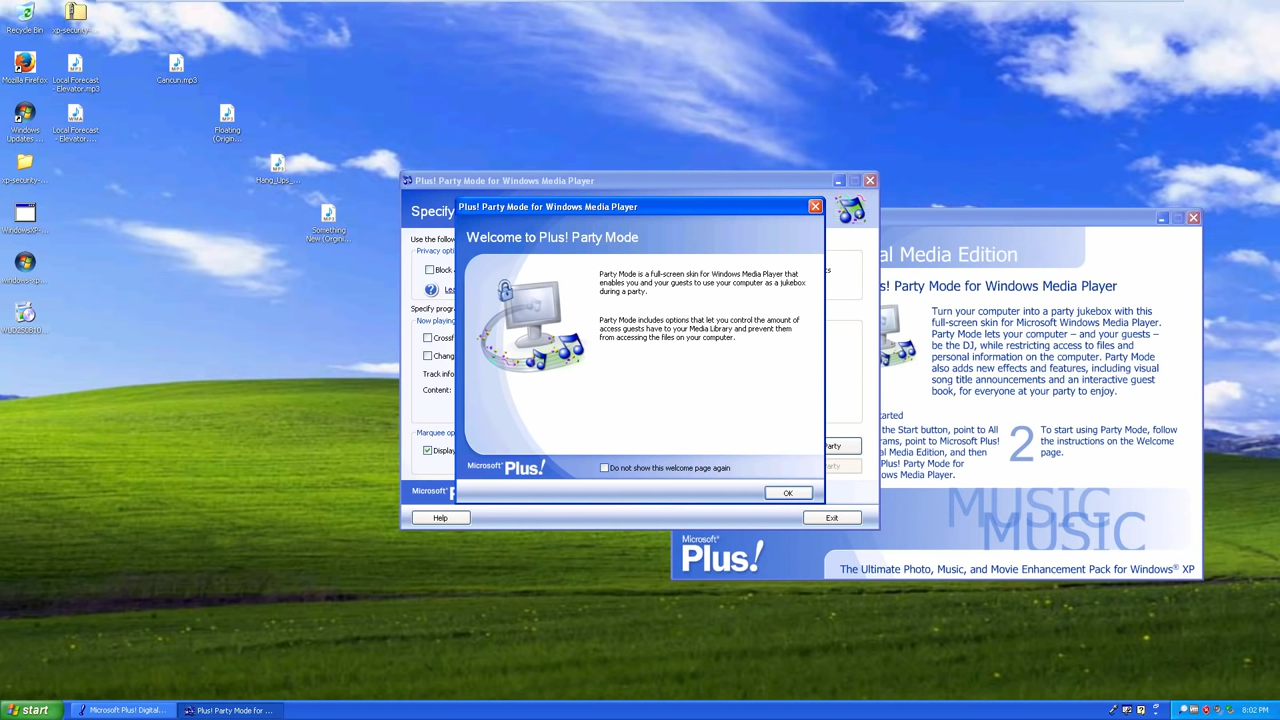 Recycle Bin
xp-security-...
Mozilla Firefox
Local Forecast
- Elevator.mp3
Cancun.mp3
Windows
Updates ...
Local Forecast
- Elevator....
Floating
(Origin...
xp-security-...
Hang_Ups_...
WindowsXP-...
Something
New (Orgini...
windows-xp...
Plus! Party Mode for Windows Media Player
Specify
Use the follow
Privacy opti
Block
Lea
Specify progra
Now playing
Crossf
Chang
Track info
Content:
Marquee op
Display
Microsoft®
Help
Exit
Plus! Party Mode for Windows Media Player
Welcome to Plus! Party Mode
Party Mode is a full-screen skin for Windows Media Player that
enables you and your guests to use your computer as a jukebox
during a party.
Party Mode includes options that let you control the amount of
access guests have to your Media Library and prevent them
from accessing the files on your computer.
Microsoft® Plus!
Do not show this welcome page again
OK
al Media Edition
s! Party Mode for Windows Media Player
Turn your computer into a party jukebox with this
full-screen skin for Microsoft Windows Media Player.
Party Mode lets your computer – and your guests –
be the DJ, while restricting access to files and
personal information on the computer. Party Mode
also adds new effects and features, including visual
song title announcements and an interactive guest
book, for everyone at your party to enjoy.
arted
the Start button, point to All
rams, point to Microsoft Plus!
al Media Edition, and then
Plus! Party Mode for
ows Media Player.
2
To start using Party Mode, follow
the instructions on the Welcome
page.
MUSIC
MUSIC
Microsoft®
Plus!
The Ultimate Photo, Music, and Movie Enhancement Pack for Windows® XP
start
Microsoft Plus! Digital...
Plus! Party Mode for ...
8:02 PM